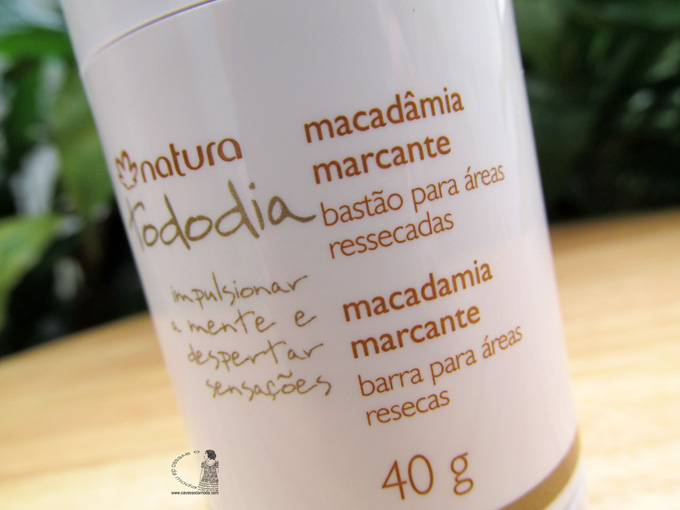 natura
Tododia
impulsionar
a mente e
despertar
sensações
macadâmia
marcante
bastão para áreas
ressecadas
macadamia
marcante
barra para áreas
resecas
40 g